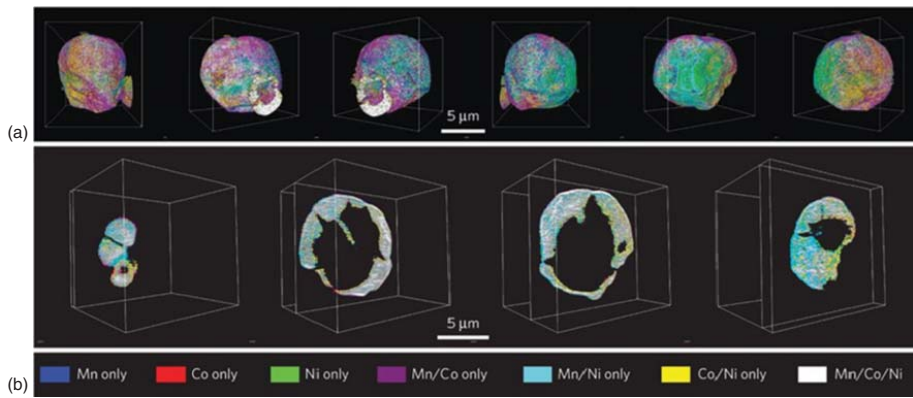 5 µm
(a)
5 µm
(b)
Mn only
Co only
Ni only
Mn/Co only
Mn/Ni only
Co/Ni only
Mn/Co/Ni